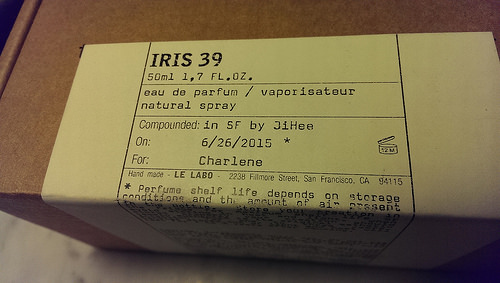 IRIS 39
50ml 1,7 FL.OZ.
eau de parfum / vaporisateur
natural spray
Compounded: in SF by JiHee
On: 6/26/2015 *
12 M
For: Charlene
Hand made - LE LABO - 2238 Fillmore Street, San Francisco, CA 94115
* Perfume shelf life depends on storage
conditions and the amount of air present